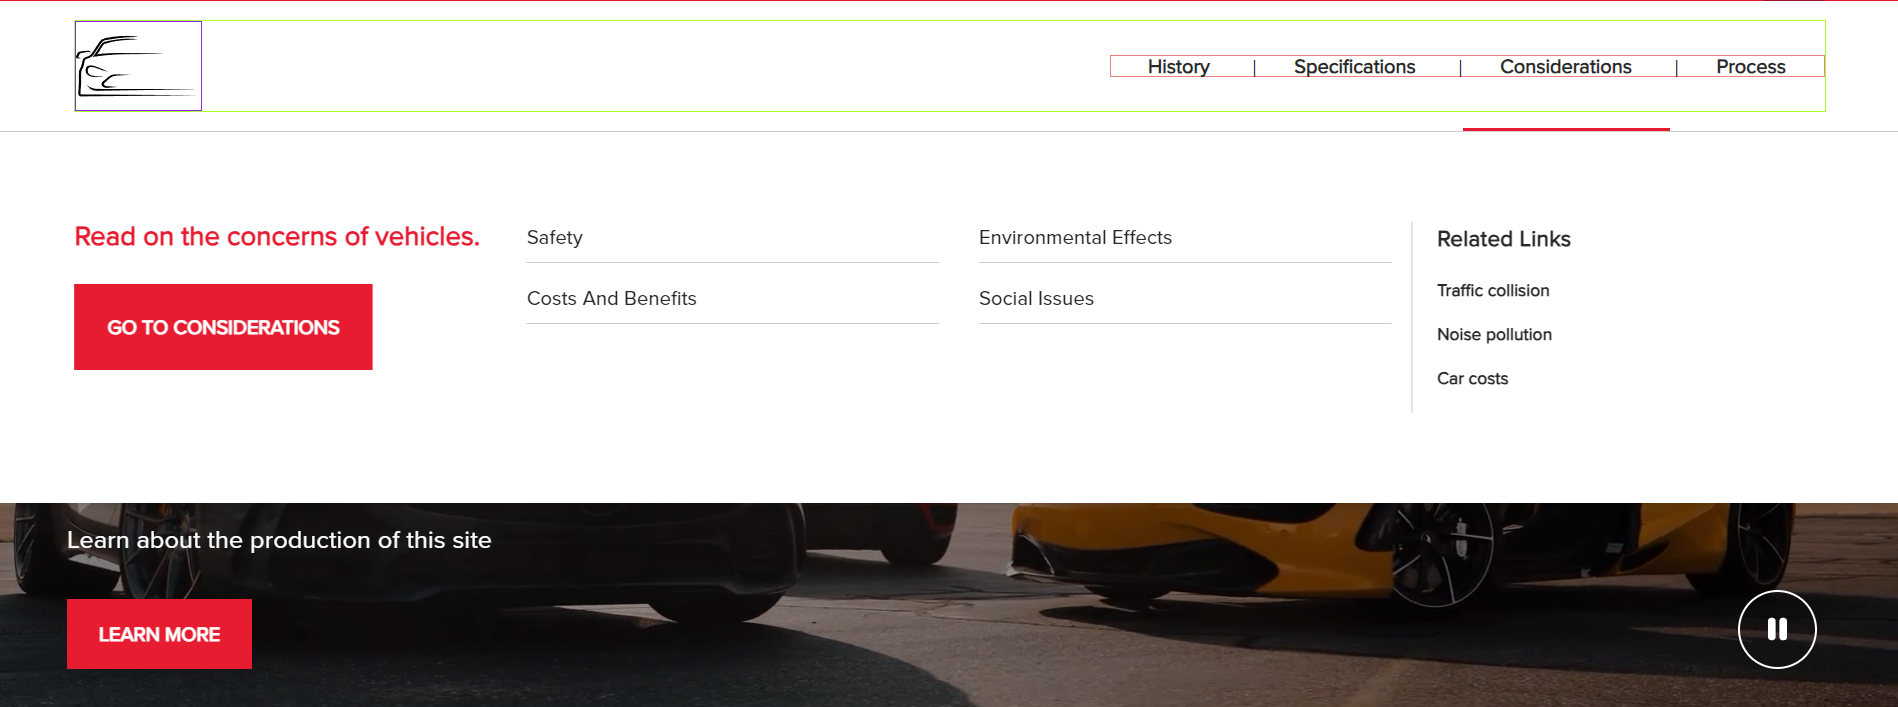 History | Specifications | Considerations | Process
Read on the concerns of vehicles.
GO TO CONSIDERATIONS
Safety
Environmental Effects
Costs And Benefits
Social Issues
Related Links
Traffic collision
Noise pollution
Car costs
Learn about the production of this site
LEARN MORE